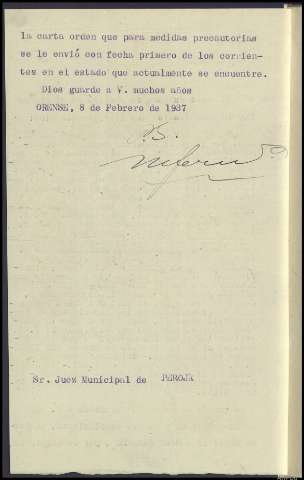 la carta orden que para medidas precautorias
se le envió con fecha primero de los corrien-
tes en el estado que actualmente se encuentre.
Dios guarde a V. muchos años
ORENSE, 8 de Febrero de 1937
Sr. Juez Municipal de PEROJA